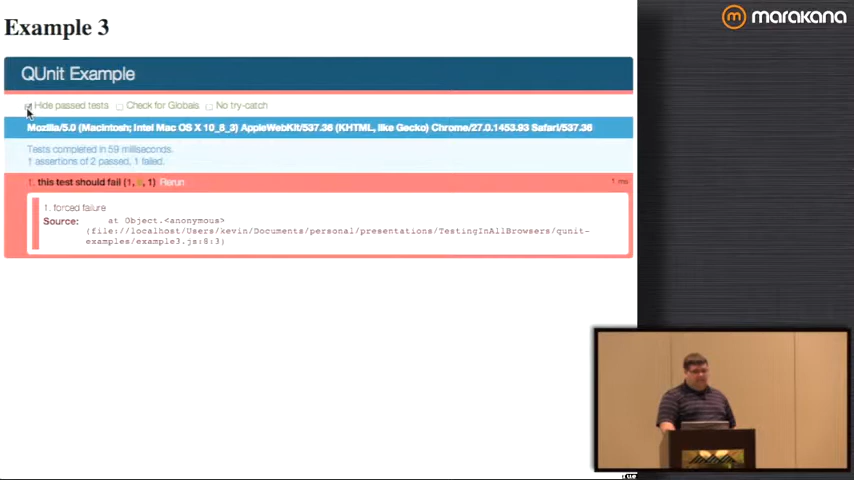 marakana
Example 3
QUnit Example
Hide passed tests Check for Globals No try-catch
Mozilla/5.0 (Macintosh; Intel Mac OS X 10_8_3) AppleWebKit/537.36 (KHTML, like Gecko) Chrome/27.0.1453.93 Safari/537.36
Tests completed in 59 milliseconds.
1 assertions of 2 passed, 1 failed.
1. this test should fail (1, 0, 1) Rerun 1 ms
1. forced failure
Source: at Object.<anonymous>
(file://localhost/Users/kevin/Documents/personal/presentations/TestingInAllBrowsers/qunit-
examples/example3.js:8:3)